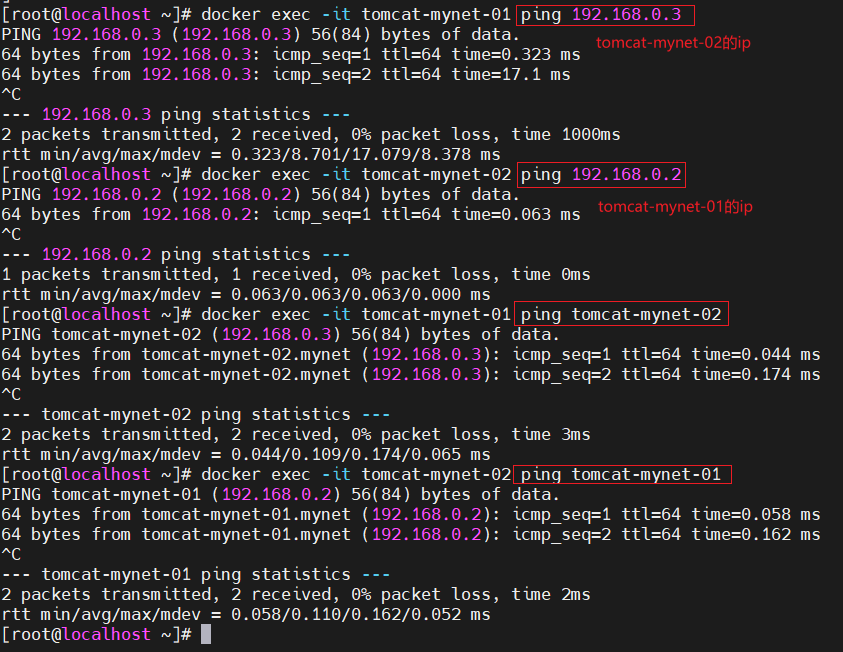 [root@localhost ~]# docker exec -it tomcat-mynet-01 ping 192.168.0.3
PING 192.168.0.3 (192.168.0.3) 56(84) bytes of data.
tomcat-mynet-02的ip
64 bytes from 192.168.0.3: icmp_seq=1 ttl=64 time=0.323 ms
64 bytes from 192.168.0.3: icmp_seq=2 ttl=64 time=17.1 ms
^C
--- 192.168.0.3 ping statistics ---
2 packets transmitted, 2 received, 0% packet loss, time 1000ms
rtt min/avg/max/mdev = 0.323/8.701/17.079/8.378 ms
[root@localhost ~]# docker exec -it tomcat-mynet-02 ping 192.168.0.2
PING 192.168.0.2 (192.168.0.2) 56(84) bytes of data.
tomcat-mynet-01的ip
64 bytes from 192.168.0.2: icmp_seq=1 ttl=64 time=0.063 ms
^C
--- 192.168.0.2 ping statistics ---
1 packets transmitted, 1 received, 0% packet loss, time 0ms
rtt min/avg/max/mdev = 0.063/0.063/0.063/0.000 ms
[root@localhost ~]# docker exec -it tomcat-mynet-01 ping tomcat-mynet-02
PING tomcat-mynet-02 (192.168.0.3) 56(84) bytes of data.
64 bytes from tomcat-mynet-02.mynet (192.168.0.3): icmp_seq=1 ttl=64 time=0.044 ms
64 bytes from tomcat-mynet-02.mynet (192.168.0.3): icmp_seq=2 ttl=64 time=0.174 ms
^C
--- tomcat-mynet-02 ping statistics ---
2 packets transmitted, 2 received, 0% packet loss, time 3ms
rtt min/avg/max/mdev = 0.044/0.109/0.174/0.065 ms
[root@localhost ~]# docker exec -it tomcat-mynet-02 ping tomcat-mynet-01
PING tomcat-mynet-01 (192.168.0.2) 56(84) bytes of data.
64 bytes from tomcat-mynet-01.mynet (192.168.0.2): icmp_seq=1 ttl=64 time=0.058 ms
64 bytes from tomcat-mynet-01.mynet (192.168.0.2): icmp_seq=2 ttl=64 time=0.162 ms
^C
--- tomcat-mynet-01 ping statistics ---
2 packets transmitted, 2 received, 0% packet loss, time 2ms
rtt min/avg/max/mdev = 0.058/0.110/0.162/0.052 ms
[root@localhost ~]#